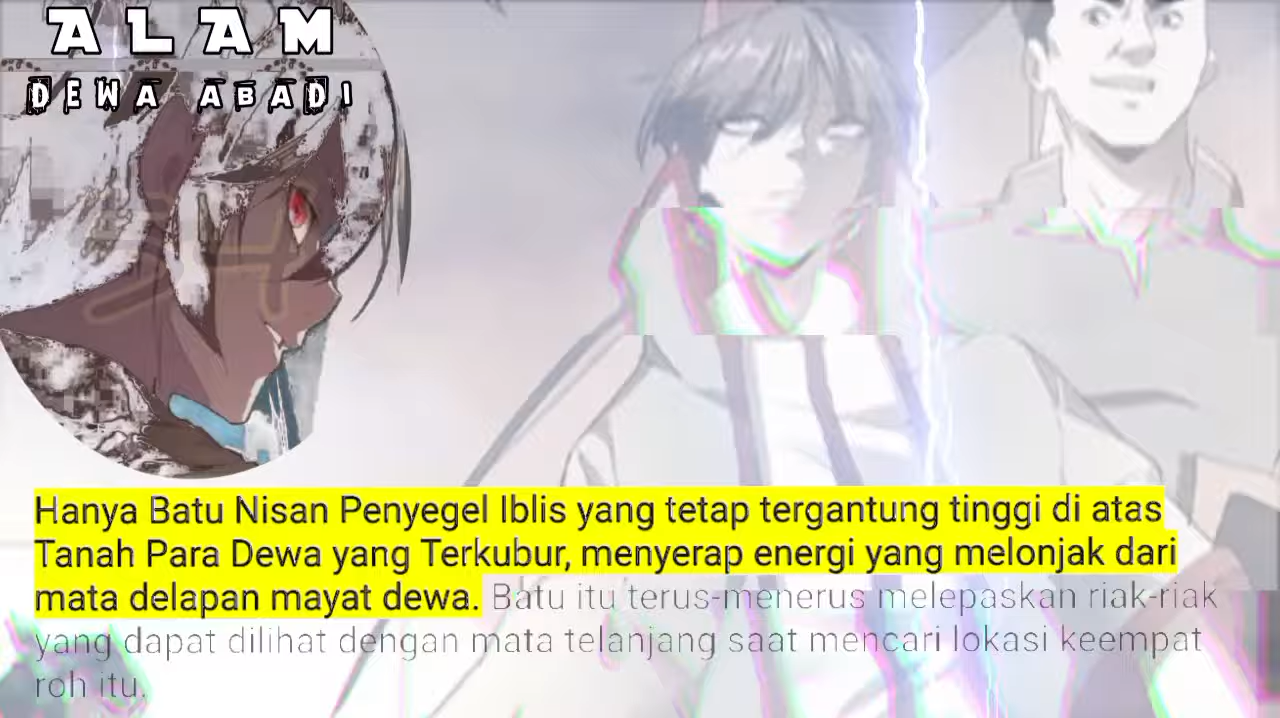 ALAM
DEWA ABADI
Hanya Batu Nisan Penyegel Iblis yang tetap tergantung tinggi di atas
Tanah Para Dewa yang Terkubur, menyerap energi yang melonjak dari
mata delapan mayat dewa. Batu itu terus-menerus melepaskan riak-riak
yang dapat dilihat dengan mata telanjang saat mencari lokasi keempat
roh itu.